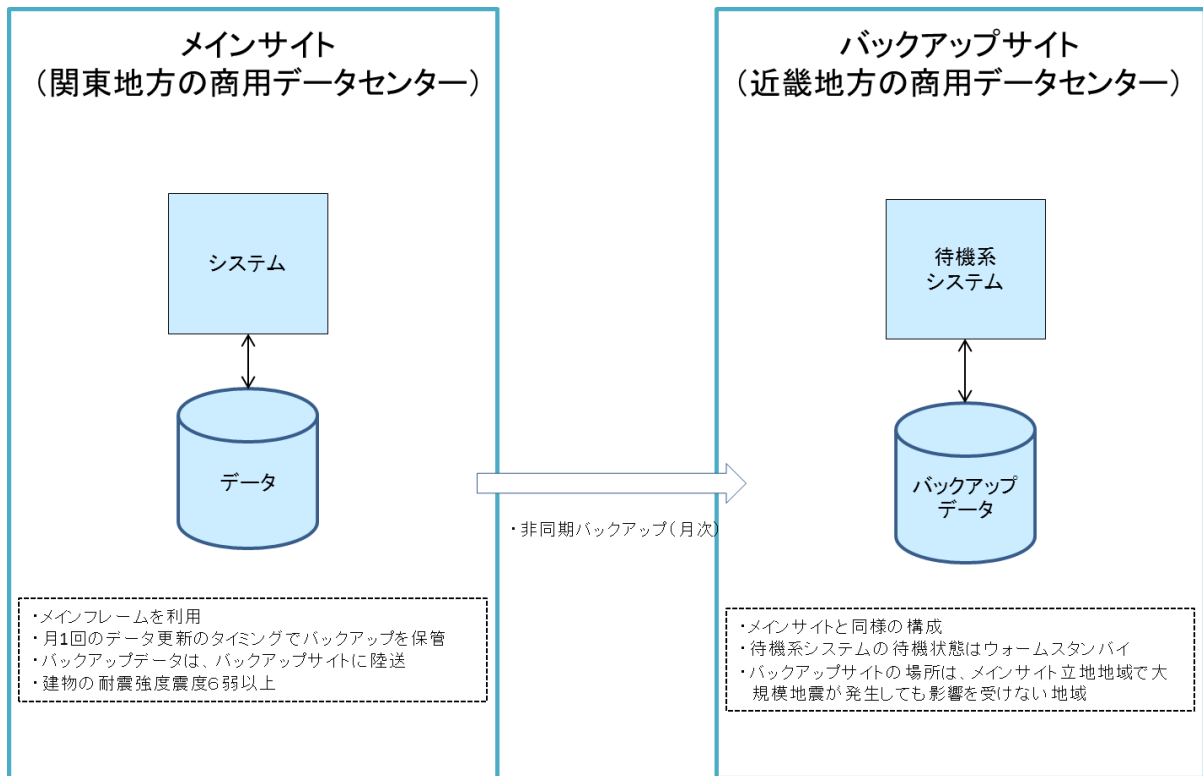 メインサイト
（関東地方の商用データセンター）
システム
データ
・メインフレームを利用
・月1回のデータ更新のタイミングでバックアップを保管
・バックアップデータは、バックアップサイトに陸送
・建物の耐震強度震度６弱以上
・非同期バックアップ（月次）
バックアップサイト
（近畿地方の商用データセンター）
待機系
システム
バックアップ
データ
・メインサイトと同様の構成
・待機系システムの待機状態はウォームスタンバイ
・バックアップサイトの場所は、メインサイト立地地域で大
規模地震が発生しても影響を受けない地域